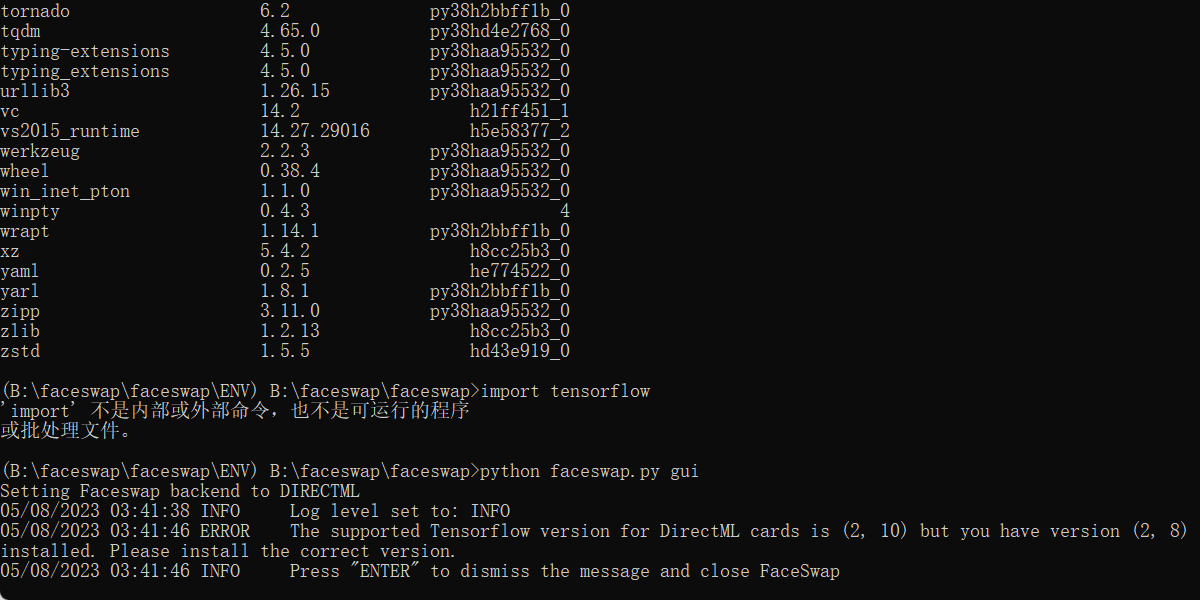 tornado 6.2 py38h2bbff1b_0
tqdm 4.65.0 py38hd4e2768_0
typing-extensions 4.5.0 py38haa95532_0
typing_extensions 4.5.0 py38haa95532_0
urllib3 1.26.15 py38haa95532_0
vc 14.2 h21ff451_1
vs2015_runtime 14.27.29016 h5e58377_2
werkzeug 2.2.3 py38haa95532_0
wheel 0.38.4 py38haa95532_0
win_inet_pton 1.1.0 py38haa95532_0
winpty 0.4.3 4
wrapt 1.14.1 py38h2bbff1b_0
xz 5.4.2 h8cc25b3_0
yaml 0.2.5 he774522_0
yarl 1.8.1 py38h2bbff1b_0
zipp 3.11.0 py38haa95532_0
zlib 1.2.13 h8cc25b3_0
zstd 1.5.5 hd43e919_0
(B:\faceswap\faceswap\ENV) B:\faceswap\faceswap>import tensorflow
'import' 不是内部或外部命令，也不是可运行的程序
或批处理文件。
(B:\faceswap\faceswap\ENV) B:\faceswap\faceswap>python faceswap.py gui
Setting Faceswap backend to DIRECTML
05/08/2023 03:41:38 INFO Log level set to: INFO
05/08/2023 03:41:46 ERROR The supported Tensorflow version for DirectML cards is (2, 10) but you have version (2, 8)
installed. Please install the correct version.
05/08/2023 03:41:46 INFO Press "ENTER" to dismiss the message and close FaceSwap